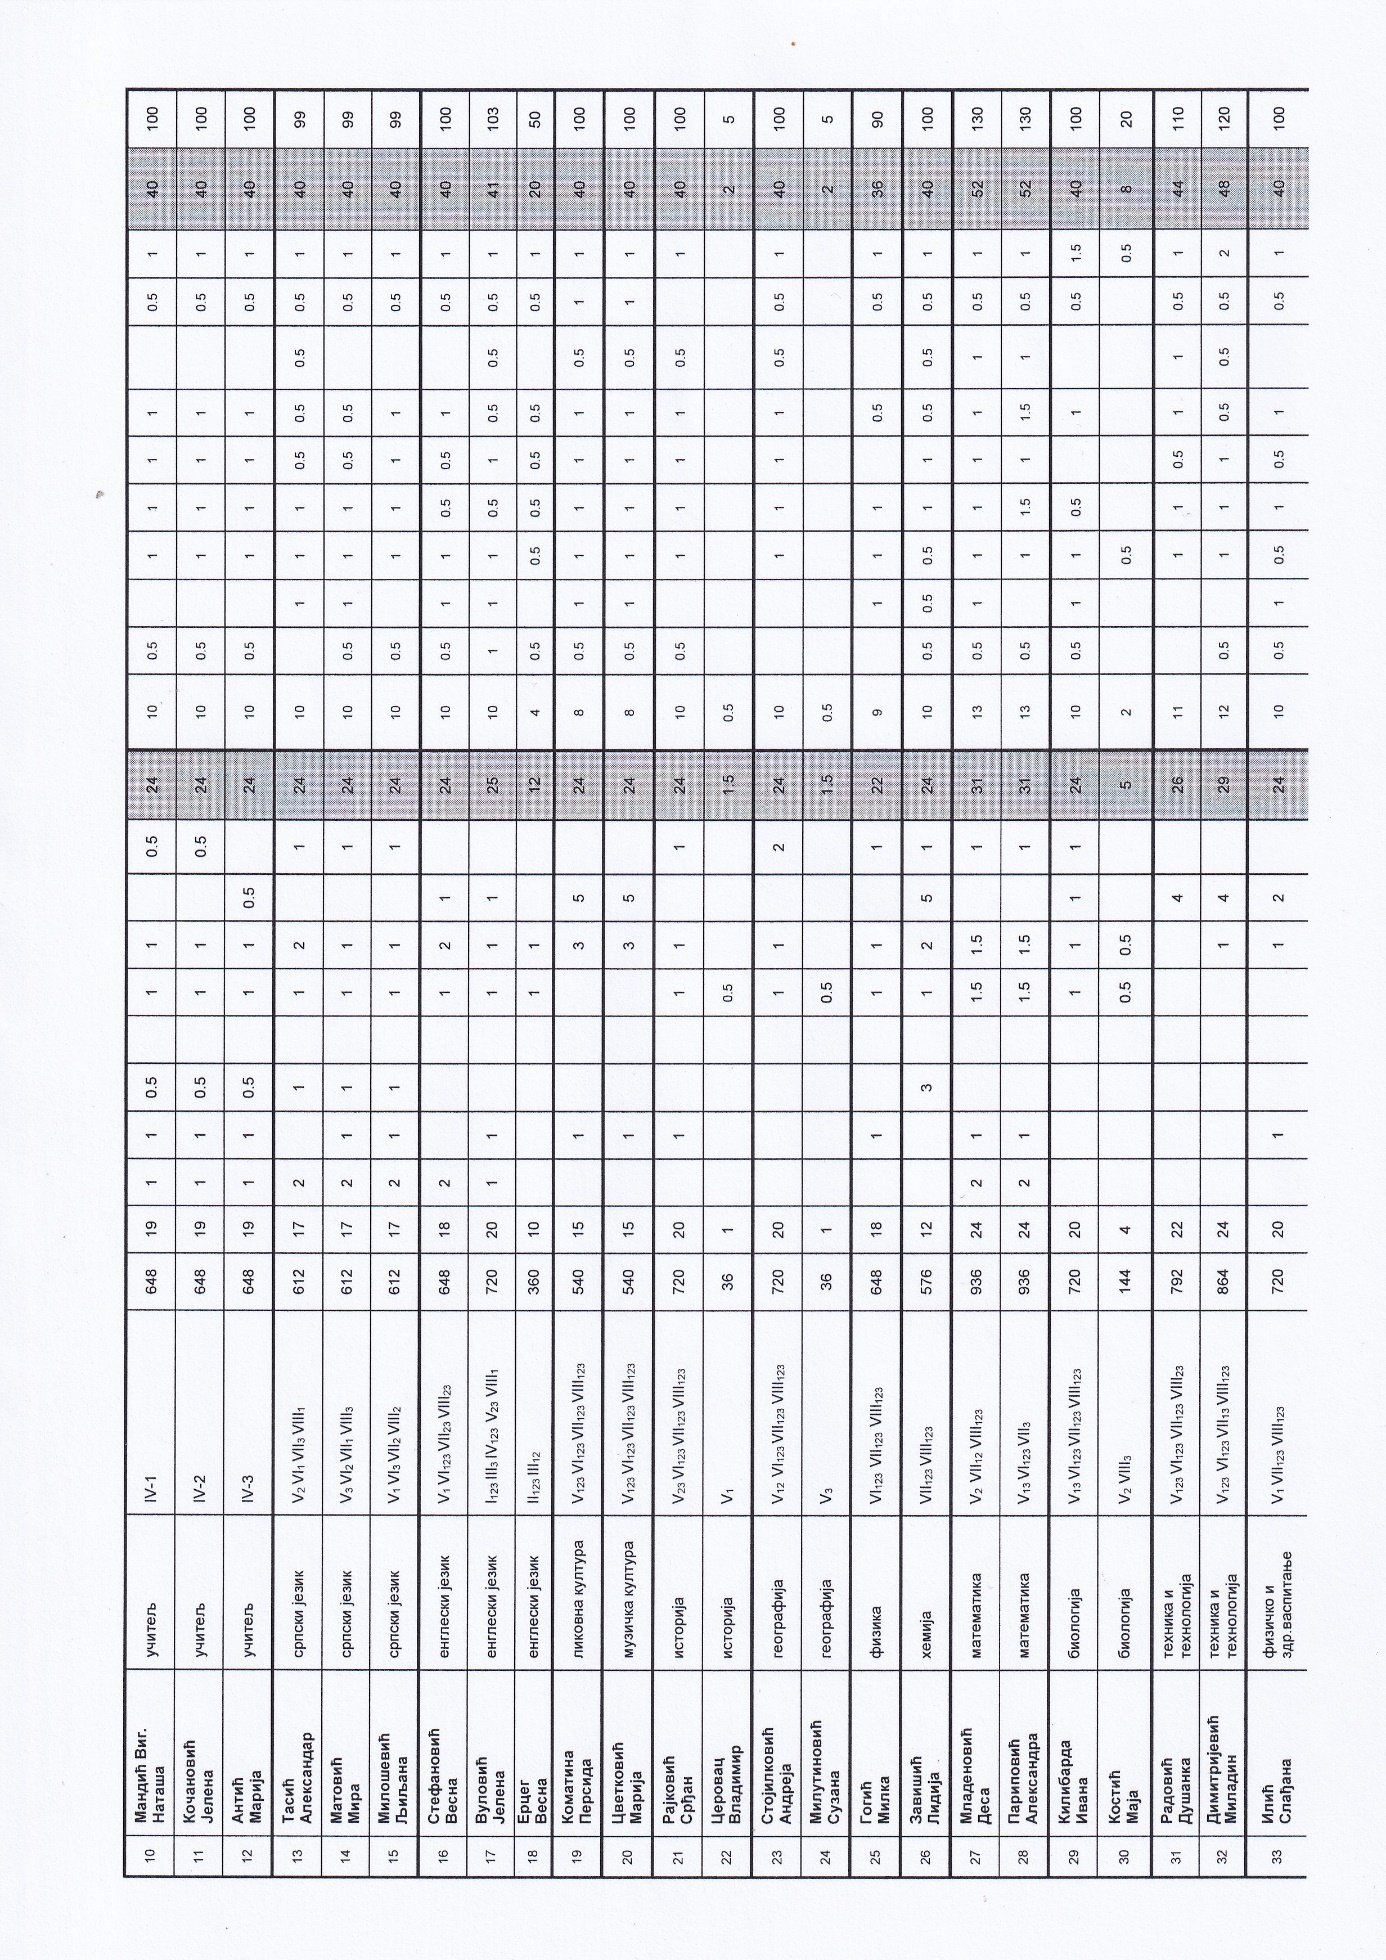 10 Мандић Виг. Наташа учитељ IV-1 648 19 1 1 0.5 1 1 0.5 24 10 0.5 1 1 1 1 0.5 1 40 100
11 Кочановић Јелена учитељ IV-2 648 19 1 1 0.5 1 1 0.5 24 10 0.5 1 1 1 1 0.5 1 40 100
12 Антић Марија учитељ IV-3 648 19 1 1 0.5 1 1 0.5 24 10 0.5 1 1 1 1 0.5 1 40 100
13 Тасић Александар српски језик V₂ VI₁ VII₃ VIII₁ 612 17 2 1 1 2 1 24 10 1 1 1 0.5 0.5 0.5 0.5 1 40 99
14 Матовић Мира српски језик V₃ VI₂ VII₁ VIII₃ 612 17 2 1 1 1 1 1 24 10 0.5 1 1 1 0.5 0.5 0.5 1 40 99
15 Милошевић Љиљана српски језик V₁ VI₃ VII₂ VIII₂ 612 17 2 1 1 1 1 1 24 10 0.5 1 1 1 1 0.5 1 40 99
16 Стефановић Весна енглески језик V₁ VI₁₂₃ VII₂₃ VIII₂₃ 648 18 2 1 2 1 24 10 0.5 1 1 0.5 0.5 1 0.5 1 40 100
17 Вуловић Јелена енглески језик I₁₂₃ III₃ IV₁₂₃ V₂₃ VIII₁ 720 20 1 1 1 1 1 25 10 1 1 1 0.5 1 0.5 0.5 0.5 1 41 103
18 Ерцег Весна енглески језик II₁₂₃ III₁₂ 360 10 1 1 12 4 0.5 0.5 0.5 0.5 0.5 0.5 1 20 50
19 Коматина Персида ликовна култура V₁₂₃ VI₁₂₃ VII₁₂₃ VIII₁₂₃ 540 15 1 3 5 24 8 0.5 1 1 1 1 1 0.5 1 1 40 100
20 Цветковић Марија музичка култура V₁₂₃ VI₁₂₃ VII₁₂₃ VIII₁₂₃ 540 15 1 3 5 24 8 0.5 1 1 1 1 1 0.5 1 1 40 100
21 Рајковић Срђан историја V₂₃ VI₁₂₃ VII₁₂₃ VIII₁₂₃ 720 20 1 1 1 1 24 10 0.5 1 1 1 1 0.5 1 40 100
22 Церовац Владимир историја V₁ 36 1 0.5 1.5 0.5 2 5
23 Стојилковић Андреја географија V₁₂ VI₁₂₃ VII₁₂₃ VIII₁₂₃ 720 20 1 1 2 24 10 1 1 1 1 0.5 0.5 1 40 100
24 Милутиновић Сузана географија V₃ 36 1 0.5 1.5 0.5 2 5
25 Гогић Милка физика VI₁₂₃ VII₁₂₃ VIII₁₂₃ 648 18 1 1 1 1 22 9 1 1 1 0.5 0.5 1 36 90
26 Завишић Лидија хемија VII₁₂₃ VIII₁₂₃ 576 12 3 1 2 5 1 24 10 0.5 0.5 0.5 1 1 0.5 0.5 0.5 1 40 100
27 Младеновић Деса математика V₂ VII₁₂ VIII₁₂₃ 936 24 2 1 1.5 1.5 1 31 13 0.5 1 1 1 1 1 1 0.5 1 52 130
28 Париповић Александра математика V₁₃ VI₁₂₃ VII₃ 936 24 2 1 1.5 1.5 1 31 13 0.5 1 1.5 1 1.5 1 0.5 1 52 130
29 Килибарда Ивана биологија V₁₃ VI₁₂₃ VII₁₂₃ VIII₁₂₃ 720 20 1 1 1 1 24 10 0.5 1 1 0.5 1 0.5 1.5 40 100
30 Костић Маја биологија V₂ VIII₃ 144 4 0.5 0.5 5 2 0.5 0.5 8 20
31 Радовић Душанка техника и технологија V₁₂₃ VI₁₂₃ VII₁₂₃ VIII₂₃ 792 22 4 26 11 1 1 0.5 1 1 0.5 1 44 110
32 Димитријевић Миладин техника и технологија V₁₂₃ VI₁₂₃ VII₁₃ VIII₁₂₃ 864 24 1 4 29 12 0.5 1 1 1 0.5 0.5 0.5 2 48 120
33 Илић Слађана физичко и здр.васпитање V₁ VII₁₂₃ VIII₁₂₃ 720 20 1 1 2 24 10 0.5 1 0.5 1 0.5 1 0.5 1 40 100